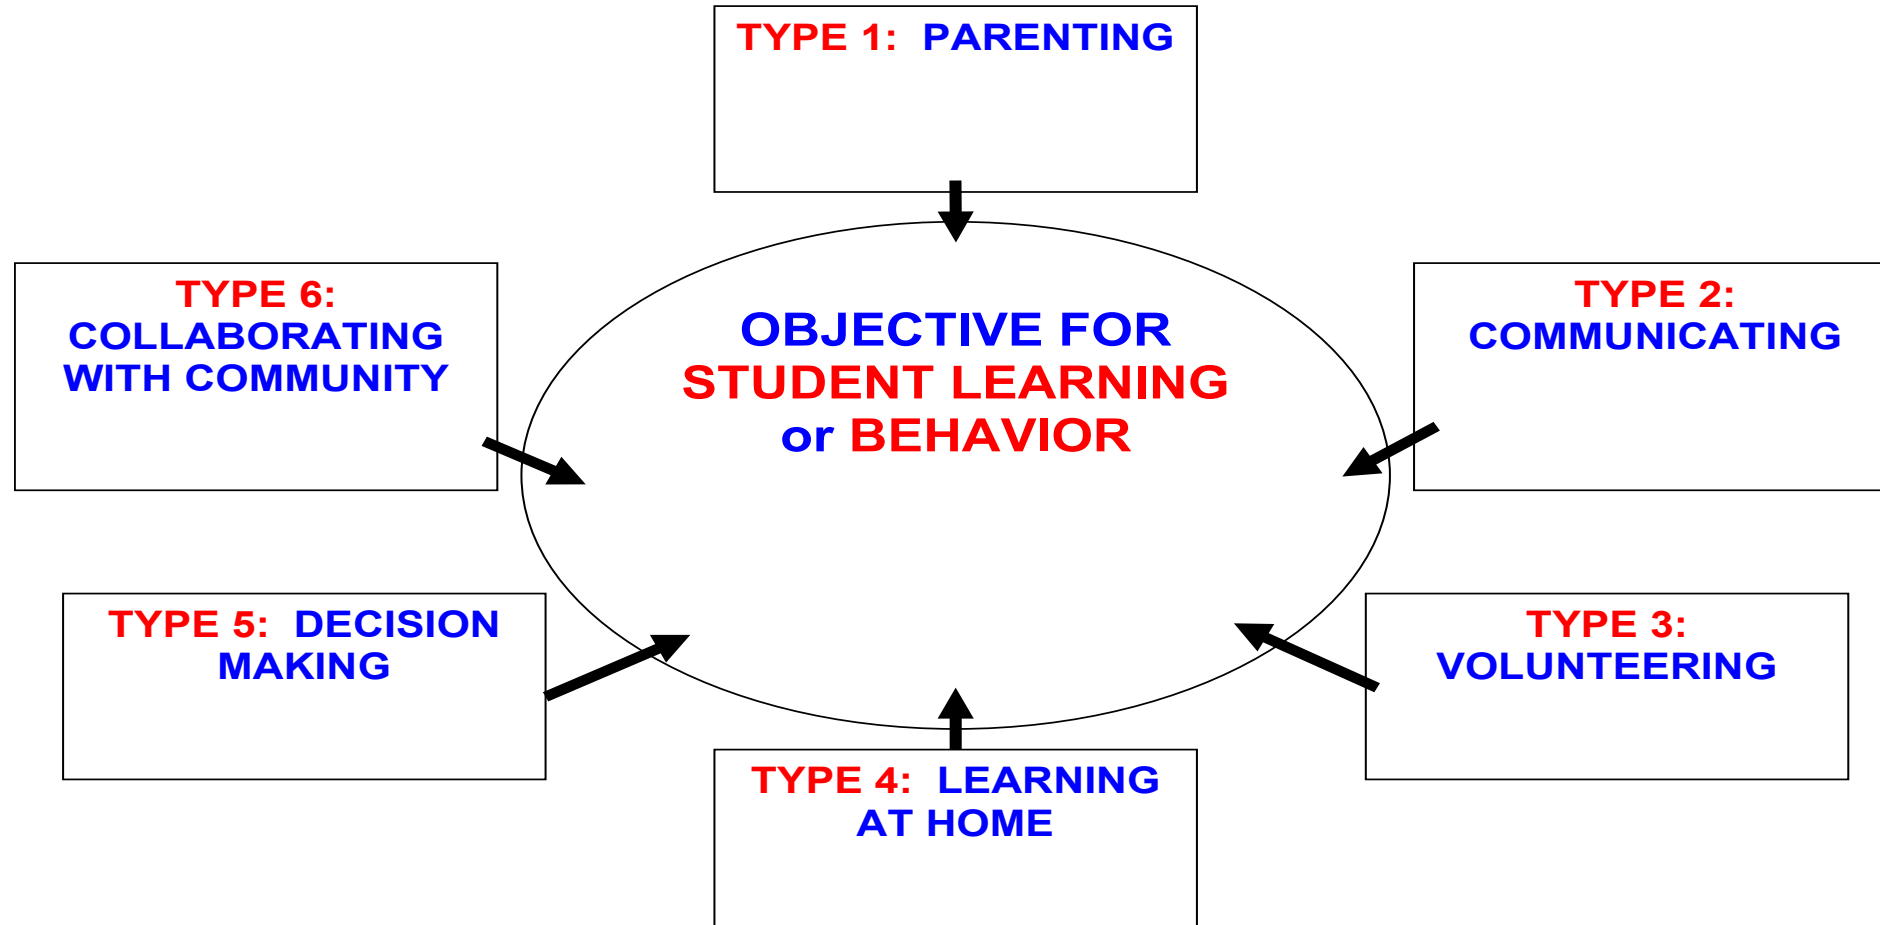 TYPE 1: PARENTING
TYPE 6:
COLLABORATING
WITH COMMUNITY
OBJECTIVE FOR
STUDENT LEARNING
or BEHAVIOR
TYPE 2:
COMMUNICATING
TYPE 5: DECISION
MAKING
TYPE 3:
VOLUNTEERING
TYPE 4: LEARNING
AT HOME